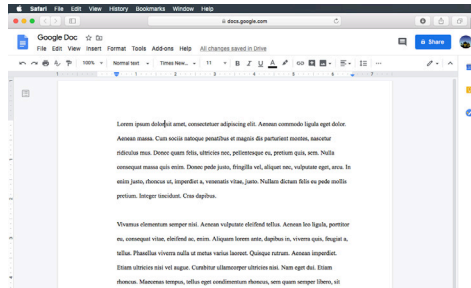 Safari File Edit View History Bookmarks Window Help
docs.google.com
Google Doc
File Edit View Insert Format Tools Add-ons Help All changes saved in Drive
Share
100% Normal text Times New... 11 B I U A
1 1 2 3 4 5 6 7
Lorem ipsum dolor sit amet, consectetuer adipiscing elit. Aenean commodo ligula eget dolor.
Aenean massa. Cum sociis natoque penatibus et magnis dis parturient montes, nascetur
ridiculus mus. Donec quam felis, ultricies nec, pellentesque eu, pretium quis, sem. Nulla
consequat massa quis enim. Donec pede justo, fringilla vel, aliquet nec, vulputate eget, arcu. In
enim justo, rhoncus ut, imperdiet a, venenatis vitae, justo. Nullam dictum felis eu pede mollis
pretium. Integer tincidunt. Cras dapibus.
Vivamus elementum semper nisi. Aenean vulputate eleifend tellus. Aenean leo ligula, porttitor
eu, consequat vitae, eleifend ac, enim. Aliquam lorem ante, dapibus in, viverra quis, feugiat a,
tellus. Phasellus viverra nulla ut metus varius laoreet. Quisque rutrum. Aenean imperdiet.
Etiam ultricies nisi vel augue. Curabitur ullamcorper ultricies nisi. Nam eget dui. Etiam
rhoncus. Maecenas tempus, tellus eget condimentum rhoncus, sem quam semper libero, sit